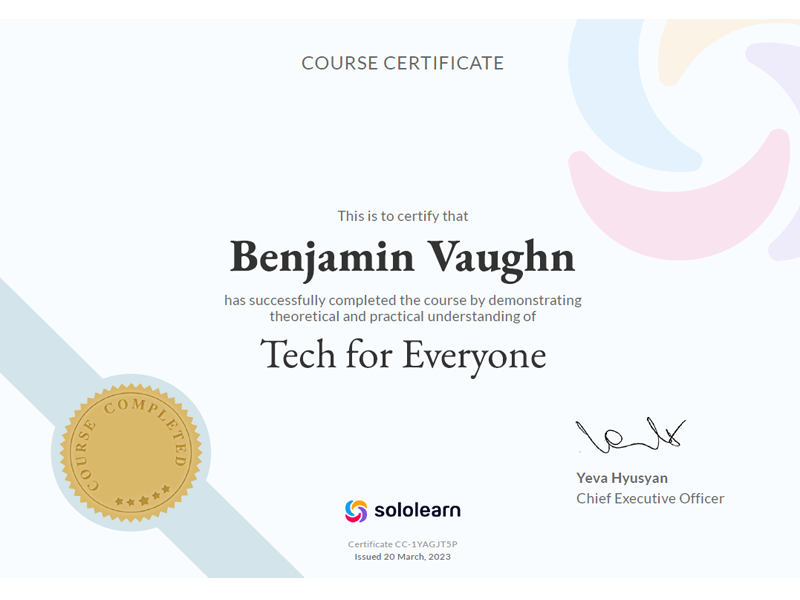 COURSE CERTIFICATE
This is to certify that
Benjamin Vaughn
has successfully completed the course by demonstrating
theoretical and practical understanding of
Tech for Everyone
COURSE COMPLETED
Yeva Hyusyan
Chief Executive Officer
sololearn
Certificate CC-1YAGJT5P
Issued 20 March, 2023